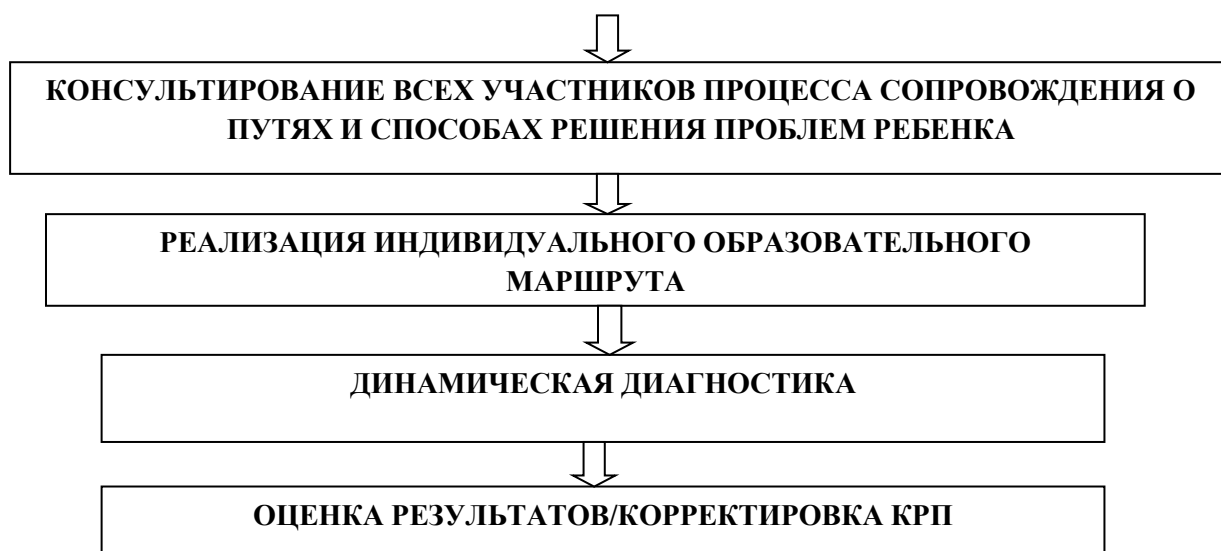 КОНСУЛЬТИРОВАНИЕ ВСЕХ УЧАСТНИКОВ ПРОЦЕССА СОПРОВОЖДЕНИЯ О
ПУТЯХ И СПОСОБАХ РЕШЕНИЯ ПРОБЛЕМ РЕБЕНКА
РЕАЛИЗАЦИЯ ИНДИВИДУАЛЬНОГО ОБРАЗОВАТЕЛЬНОГО
МАРШРУТА
ДИНАМИЧЕСКАЯ ДИАГНОСТИКА
ОЦЕНКА РЕЗУЛЬТАТОВ/КОРРЕКТИРОВКА КРП